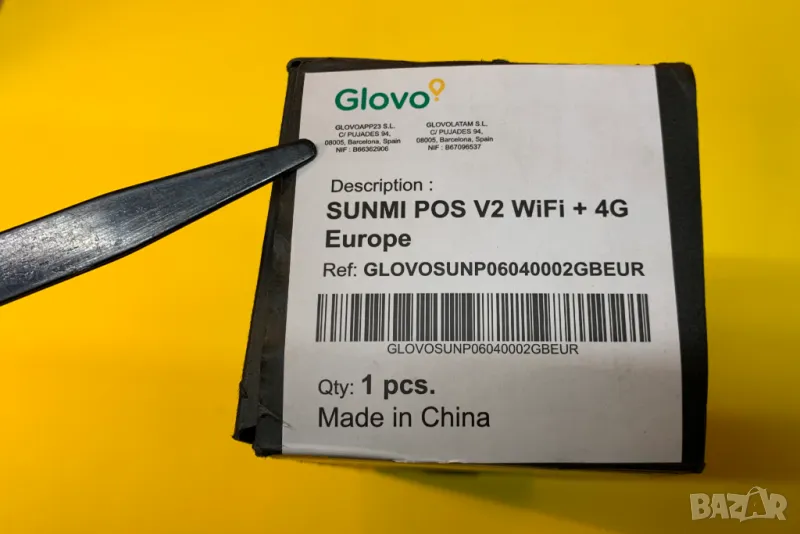 Glovo
GLOVOAPP23 S.L.
C/ PUJADES 94,
08005, Barcelona, Spain
NIF : B66362906
GLOVOLATAM S.L.
C/ PUJADES 94,
08005, Barcelona, Spain
NIF : B67096537
Description :
SUNMI POS V2 WiFi + 4G
Europe
Ref: GLOVOSUNP06040002GBEUR
GLOVOSUNP06040002GBEUR
Qty: 1 pcs.
Made in China
BAZAR